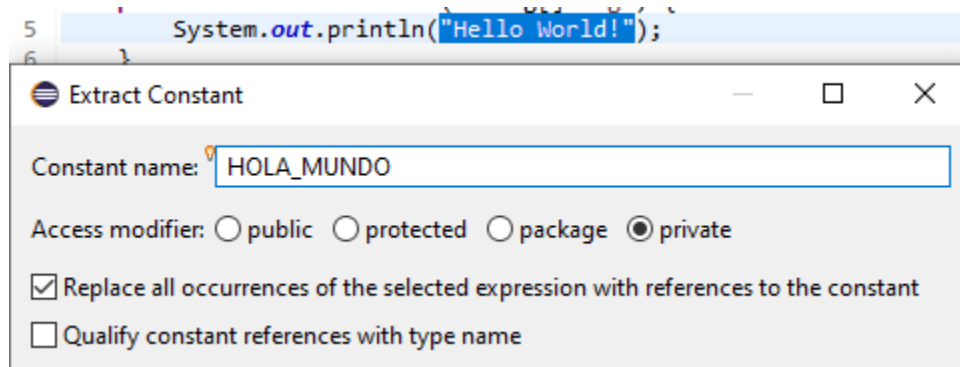 5 System.out.println("Hello World!");
6 }
Extract Constant
Constant name: HOLA_MUNDO
Access modifier: public protected package private
Replace all occurrences of the selected expression with references to the constant
Qualify constant references with type name